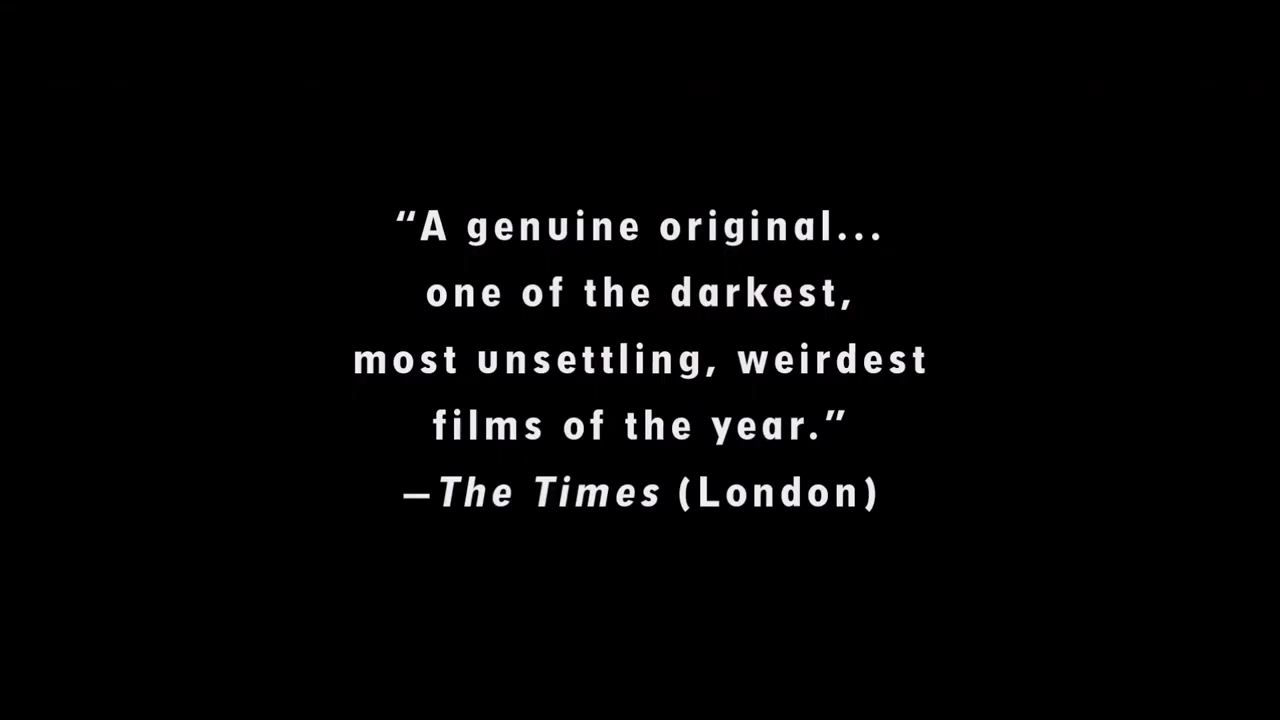 “A genuine original...
one of the darkest,
most unsettling, weirdest
films of the year.”
—The Times (London)